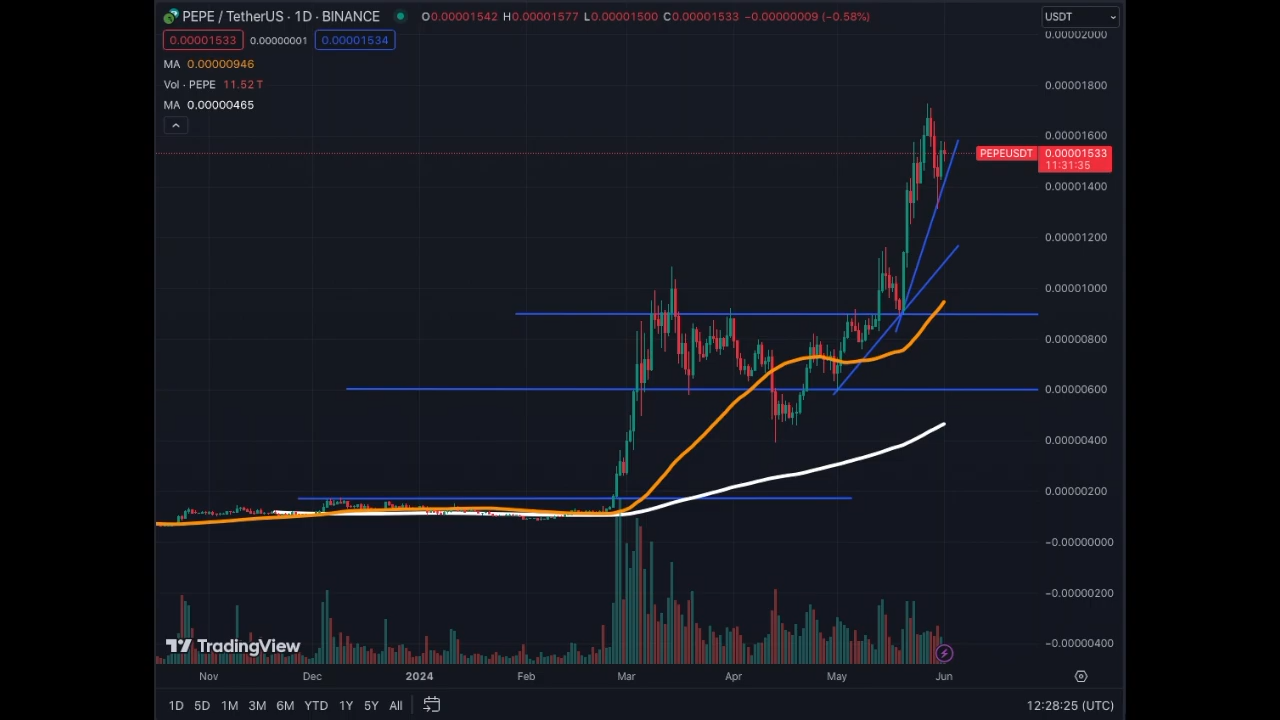 PEPE / TetherUS · 1D · BINANCE O0.00001542 H0.00001577 L0.00001500 C0.00001533 −0.00000009 (−0.58%) USDT
0.00001533 0.00000001 0.00001534
MA 0.00000946
Vol · PEPE 11.52 T
MA 0.00000465
0.00002000
0.00001800
0.00001600
PEPEUSDT 0.00001533
11:31:35
0.00001400
0.00001200
0.00001000
0.00000800
0.00000600
0.00000400
0.00000200
−0.00000000
−0.00000200
−0.00000400
TradingView
Nov Dec 2024 Feb Mar Apr May Jun
1D 5D 1M 3M 6M YTD 1Y 5Y All 12:28:25 (UTC)